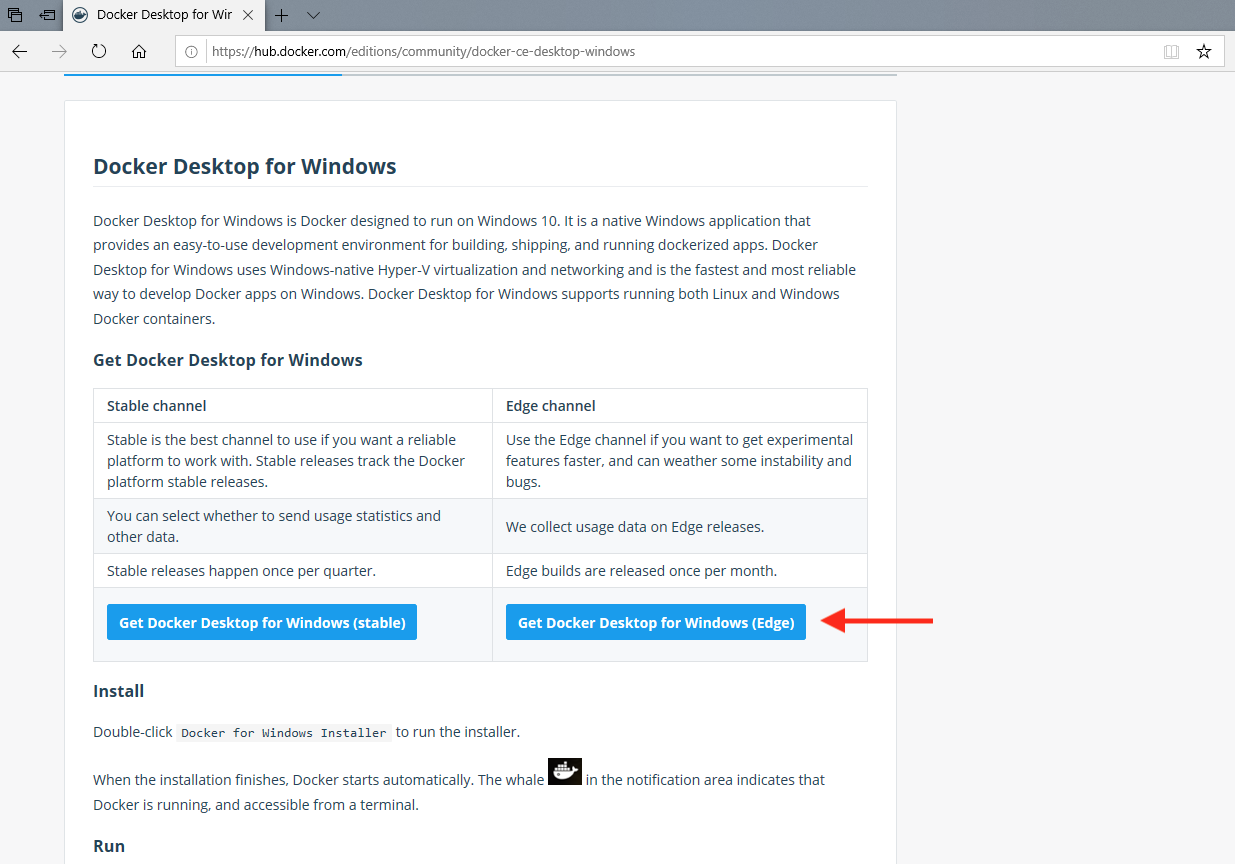 Docker Desktop for Wir
https://hub.docker.com/editions/community/docker-ce-desktop-windows
Docker Desktop for Windows
Docker Desktop for Windows is Docker designed to run on Windows 10. It is a native Windows application that
provides an easy-to-use development environment for building, shipping, and running dockerized apps. Docker
Desktop for Windows uses Windows-native Hyper-V virtualization and networking and is the fastest and most reliable
way to develop Docker apps on Windows. Docker Desktop for Windows supports running both Linux and Windows
Docker containers.
Get Docker Desktop for Windows
Stable channel
Edge channel
Stable is the best channel to use if you want a reliable
platform to work with. Stable releases track the Docker
platform stable releases.
Use the Edge channel if you want to get experimental
features faster, and can weather some instability and
bugs.
You can select whether to send usage statistics and
other data.
We collect usage data on Edge releases.
Stable releases happen once per quarter.
Edge builds are released once per month.
Get Docker Desktop for Windows (stable)
Get Docker Desktop for Windows (Edge)
Install
Double-click Docker for Windows Installer to run the installer.
When the installation finishes, Docker starts automatically. The whale in the notification area indicates that
Docker is running, and accessible from a terminal.
Run